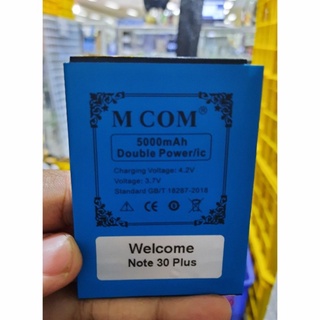 M COM®
5000mAh
Double Power/ic
Charging Voltage: 4.2V
Voltage: 3.7V
Standard GB/T.18287-2018
Welcome
Note 30 Plus